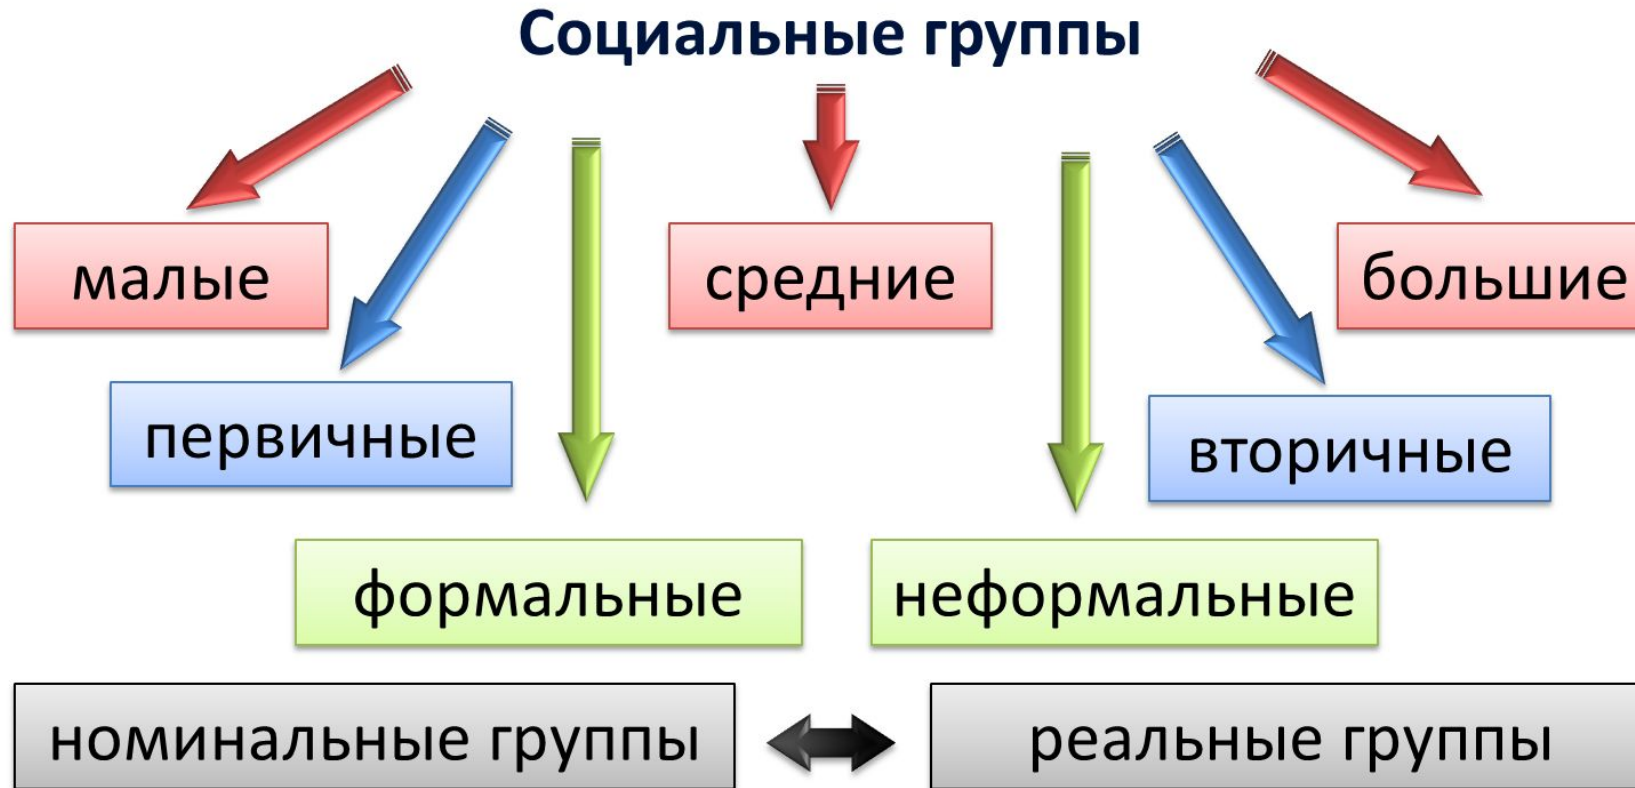 Социальные группы
малые
средние
большие
первичные
вторичные
формальные
неформальные
номинальные группы
реальные группы